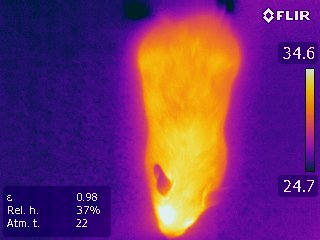 FLIR
34.6
24.7
ε 0.98
Rel. h. 37%
Atm. t. 22